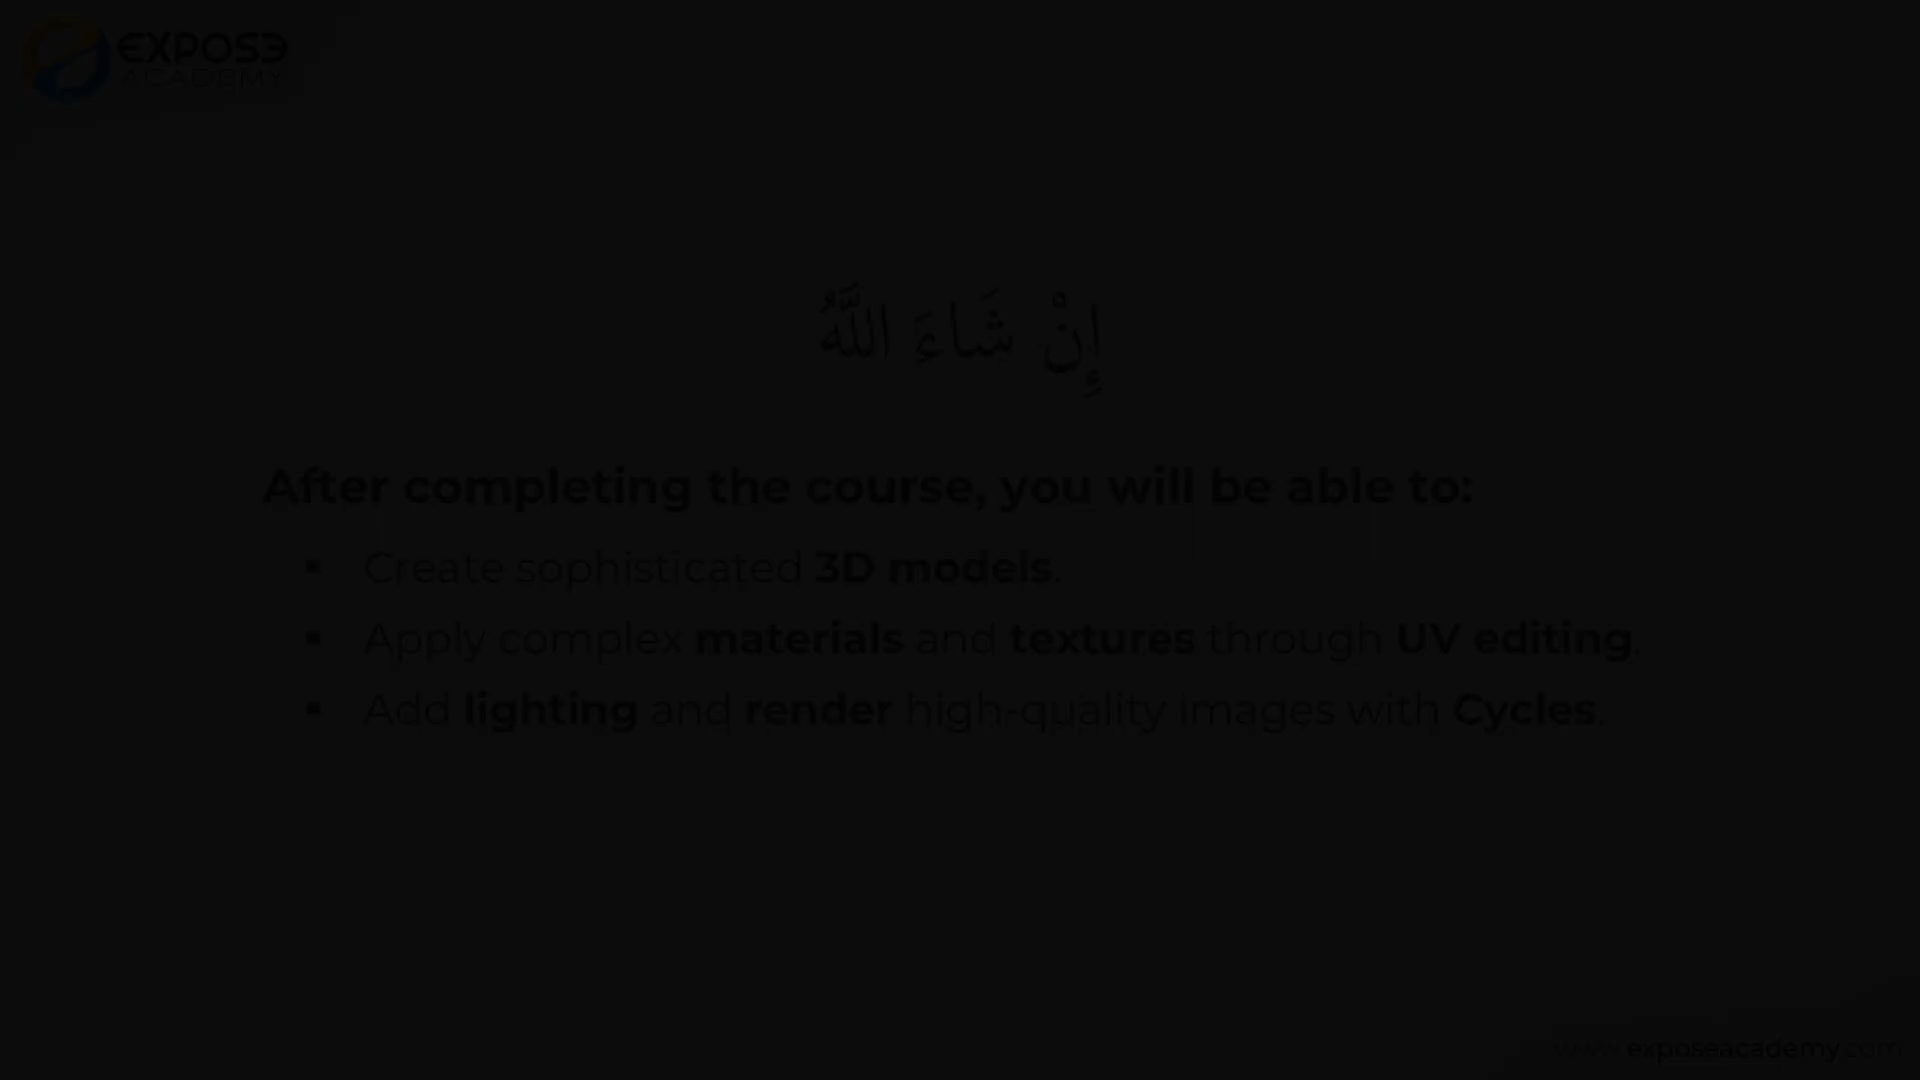 EXPOSE
ACADEMY
إِنْ شَاءَ اللَّهُ
After completing the course, you will be able to:
▪ Create sophisticated 3D models.
▪ Apply complex materials and textures through UV editing.
▪ Add lighting and render high-quality images with Cycles.
www.exposeacademy.com